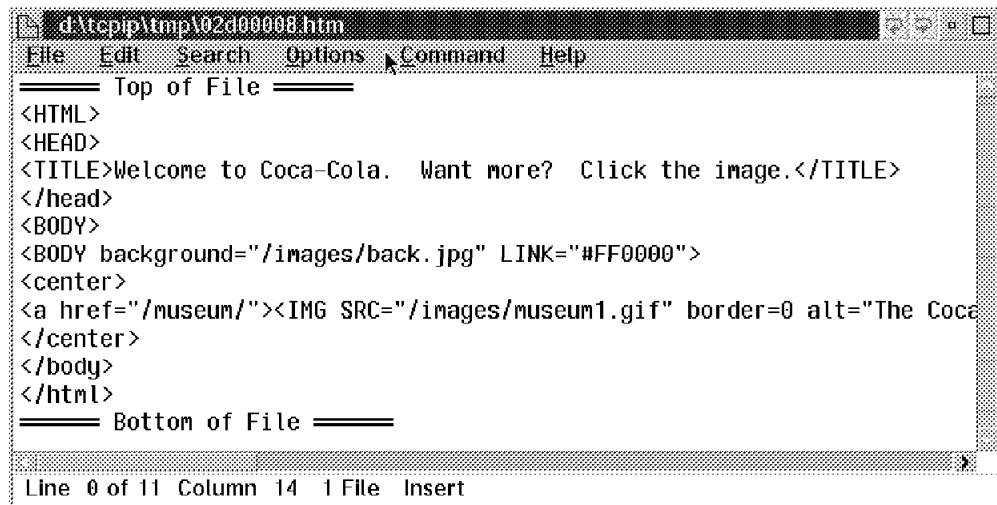 d:\tcpip\tmp\02d00008.htm
File Edit Search Options Command Help
Top of File
<HTML>
<HEAD>
<TITLE>Welcome to Coca-Cola.  Want more?  Click the image.</TITLE>
</head>
<BODY>
<BODY background="/images/back.jpg" LINK="#FF0000">
<center>
<a href="/museum/"><IMG SRC="/images/museum1.gif" border=0 alt="The Coca
</center>
</body>
</html>
Bottom of File
Line 0 of 11 Column 14 1 File Insert